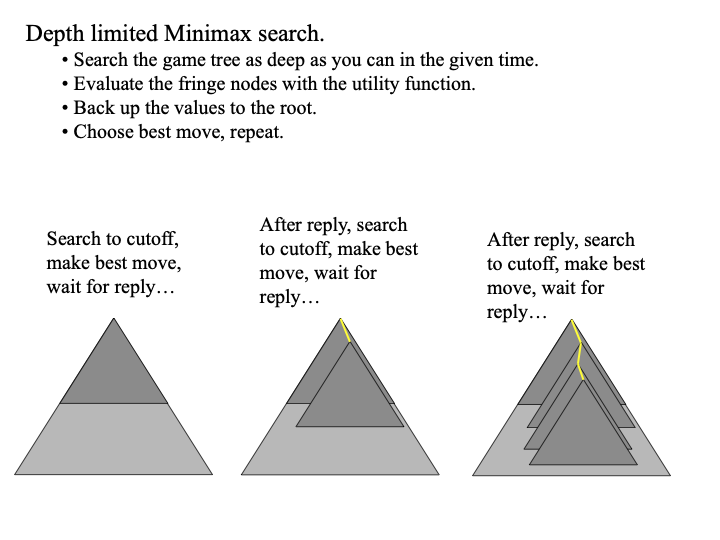 Depth limited Minimax search.
• Search the game tree as deep as you can in the given time.
• Evaluate the fringe nodes with the utility function.
• Back up the values to the root.
• Choose best move, repeat.
Search to cutoff,
make best move,
wait for reply…
After reply, search
to cutoff, make best
move, wait for
reply…
After reply, search
to cutoff, make best
move, wait for
reply…